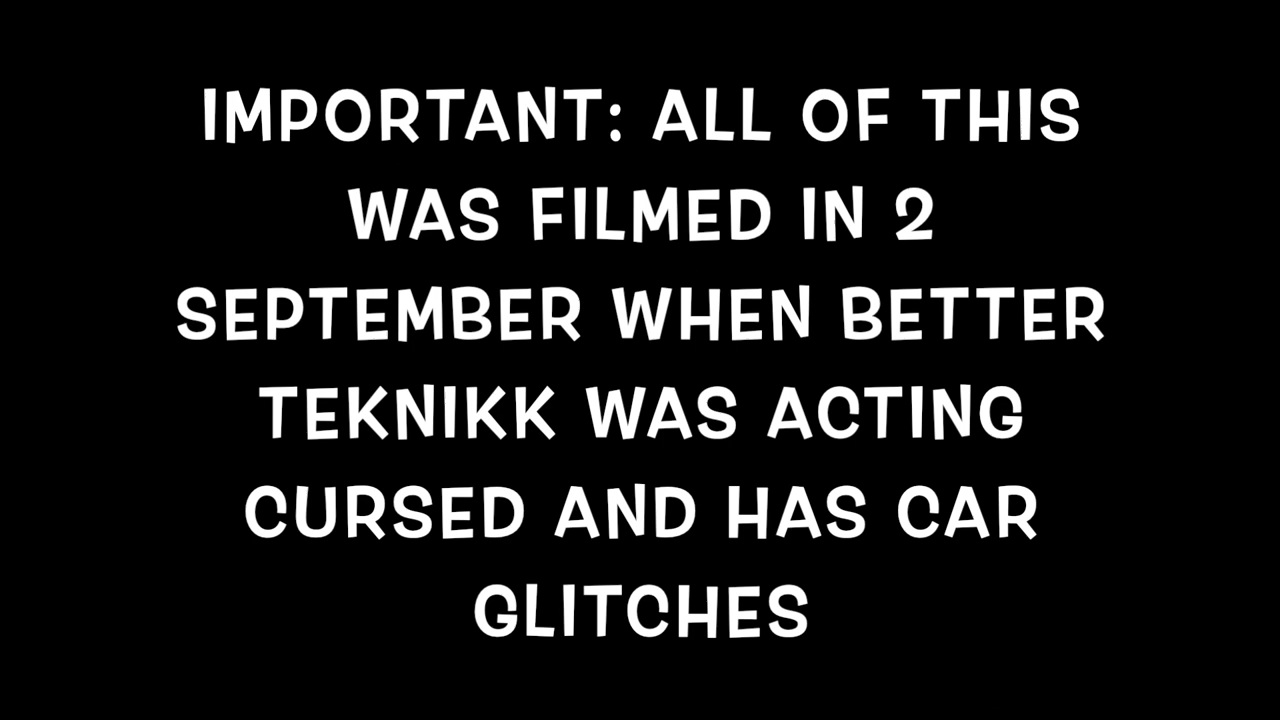 IMPORTANT: ALL OF THIS
WAS FILMED IN 2
SEPTEMBER WHEN BETTER
TEKNIKK WAS ACTING
CURSED AND HAS CAR
GLITCHES